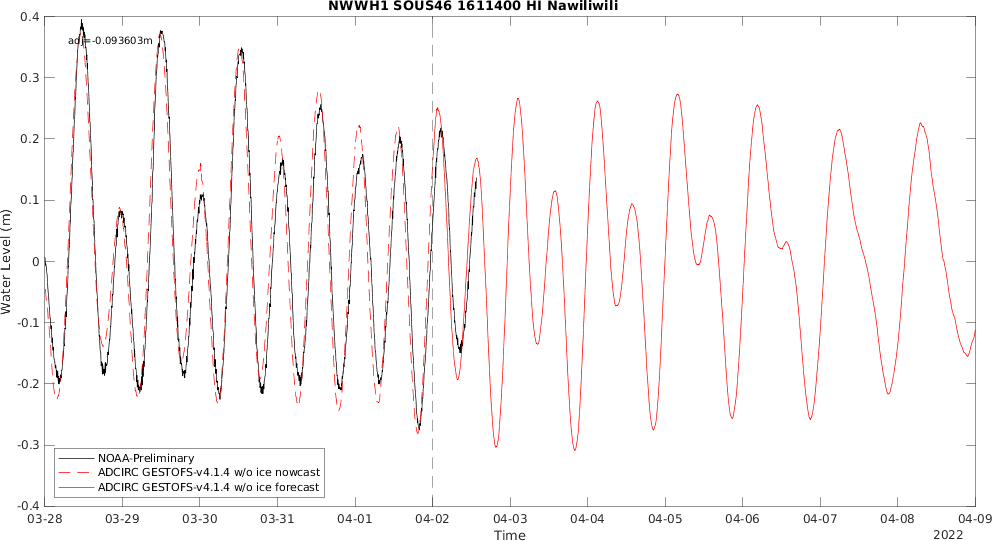 NWWH1 SOUS46 1611400 HI Nawiliwili
adj=-0.093603m
0.4
0.3
0.2
0.1
0
-0.1
-0.2
-0.3
-0.4
Water Level (m)
NOAA-Preliminary
ADCIRC GESTOFS-v4.1.4 w/o ice nowcast
ADCIRC GESTOFS-v4.1.4 w/o ice forecast
03-28 03-29 03-30 03-31 04-01 04-02 04-03 04-04 04-05 04-06 04-07 04-08 04-09
Time
2022